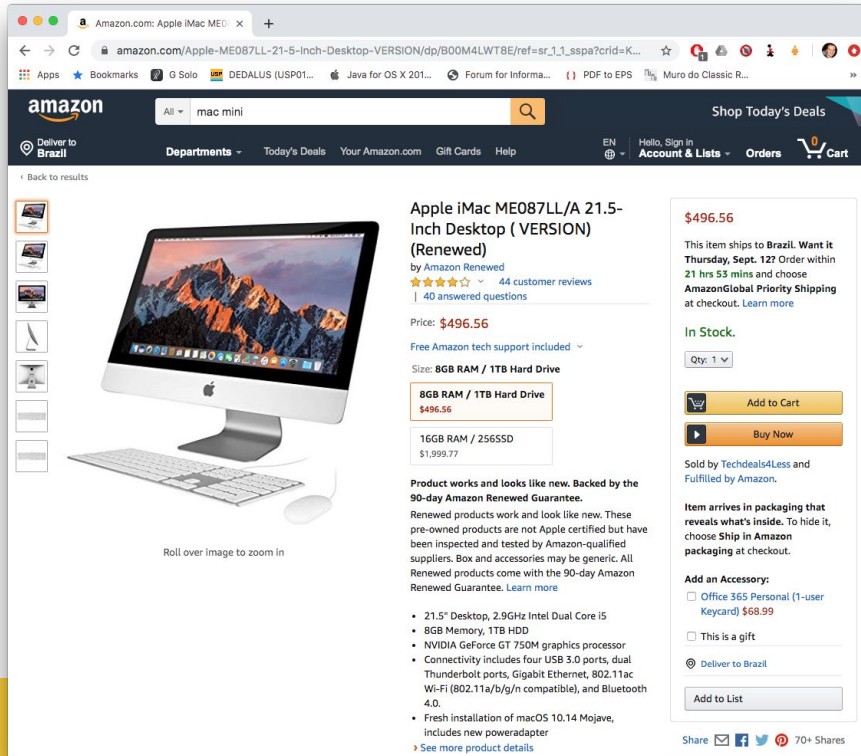 Amazon.com: Apple iMac ME0
amazon.com/Apple-ME087LL-21-5-Inch-Desktop-VERSION/dp/B00M4LWT8E/ref=sr_1_1_sspa?crid=K...
Apps Bookmarks G Solo DEDALUS (USP01... Java for OS X 201... Forum for Informa... PDF to EPS Muro do Classic R... »
amazon
All mac mini
Shop Today's Deals
Deliver to
Brazil
Departments Today's Deals Your Amazon.com Gift Cards Help
EN
Hello, Sign in
Account & Lists Orders 0 Cart
‹ Back to results
Roll over image to zoom in
Apple iMac ME087LL/A 21.5-
Inch Desktop ( VERSION)
(Renewed)
by Amazon Renewed
44 customer reviews
| 40 answered questions
Price: $496.56
Free Amazon tech support included
Size: 8GB RAM / 1TB Hard Drive
8GB RAM / 1TB Hard Drive
$496.56
16GB RAM / 256SSD
$1,999.77
Product works and looks like new. Backed by the
90-day Amazon Renewed Guarantee.
Renewed products work and look like new. These
pre-owned products are not Apple certified but have
been inspected and tested by Amazon-qualified
suppliers. Box and accessories may be generic. All
Renewed products come with the 90-day Amazon
Renewed Guarantee. Learn more
• 21.5" Desktop, 2.9GHz Intel Dual Core i5
• 8GB Memory, 1TB HDD
• NVIDIA GeForce GT 750M graphics processor
• Connectivity includes four USB 3.0 ports, dual
Thunderbolt ports, Gigabit Ethernet, 802.11ac
Wi-Fi (802.11a/b/g/n compatible), and Bluetooth
4.0.
• Fresh installation of macOS 10.14 Mojave,
includes new poweradapter
› See more product details
$496.56
This item ships to Brazil. Want it
Thursday, Sept. 12? Order within
21 hrs 53 mins and choose
AmazonGlobal Priority Shipping
at checkout. Learn more
In Stock.
Qty: 1
Add to Cart
Buy Now
Sold by Techdeals4Less and
Fulfilled by Amazon.
Item arrives in packaging that
reveals what's inside. To hide it,
choose Ship in Amazon
packaging at checkout.
Add an Accessory:
Office 365 Personal (1-user
Keycard) $68.99
This is a gift
Deliver to Brazil
Add to List
Share 70+ Shares